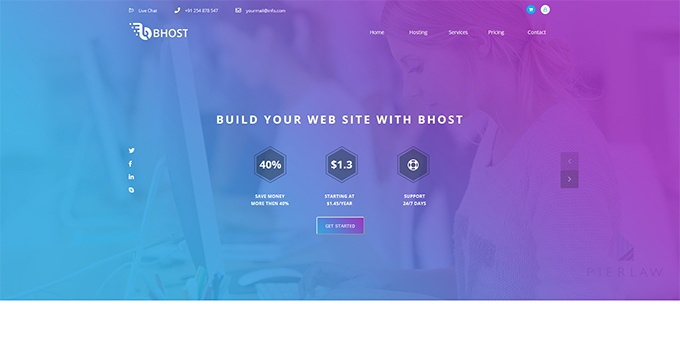 Live Chat
+91 254 878 547
yourmail@info.com
BHOST
Home
Hosting
Services
Pricing
Contact
BUILD YOUR WEB SITE WITH BHOST
40%
$1.3
SAVE MONEY
MORE THEN 40%
STARTING AT
$1.45/YEAR
SUPPORT
24/7 DAYS
GET STARTED
PIERLAW